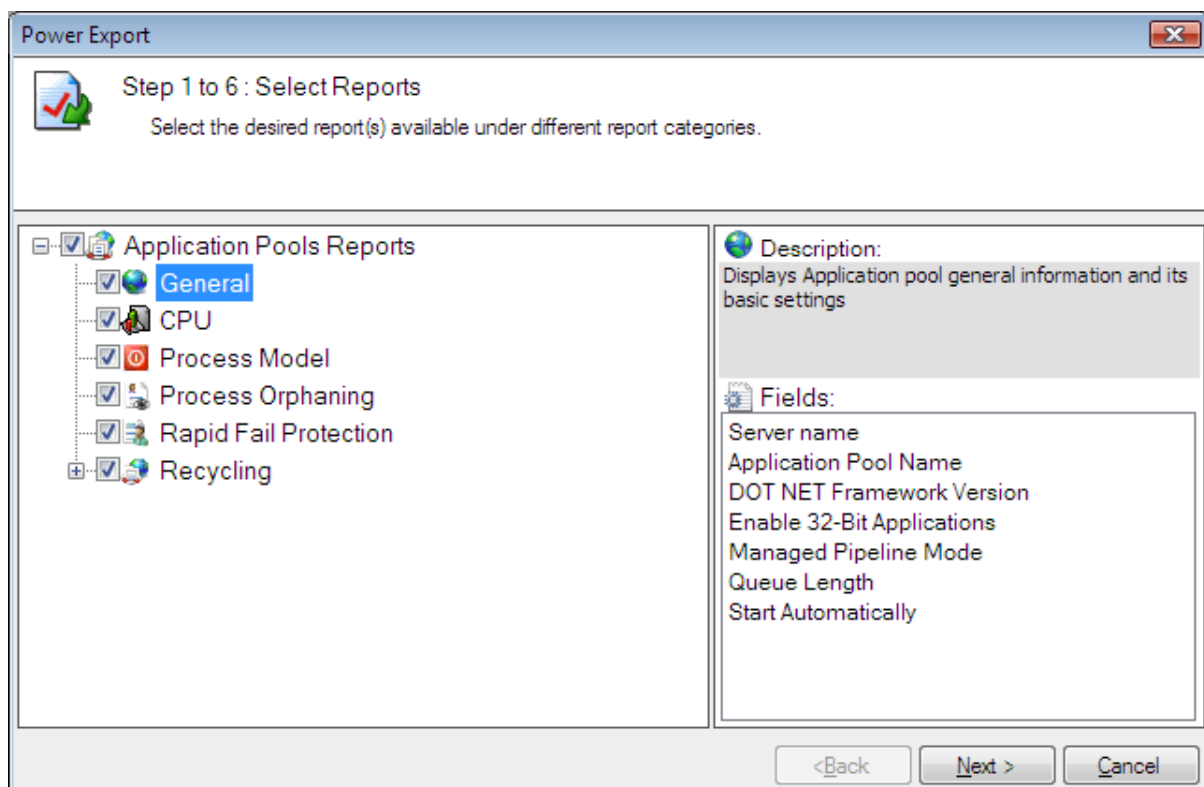 Power Export
Step 1 to 6 : Select Reports
Select the desired report(s) available under different report categories.
Application Pools Reports
General
CPU
Process Model
Process Orphaning
Rapid Fail Protection
Recycling
Description:
Displays Application pool general information and its
basic settings
Fields:
Server name
Application Pool Name
DOT NET Framework Version
Enable 32-Bit Applications
Managed Pipeline Mode
Queue Length
Start Automatically
<Back
Next >
Cancel